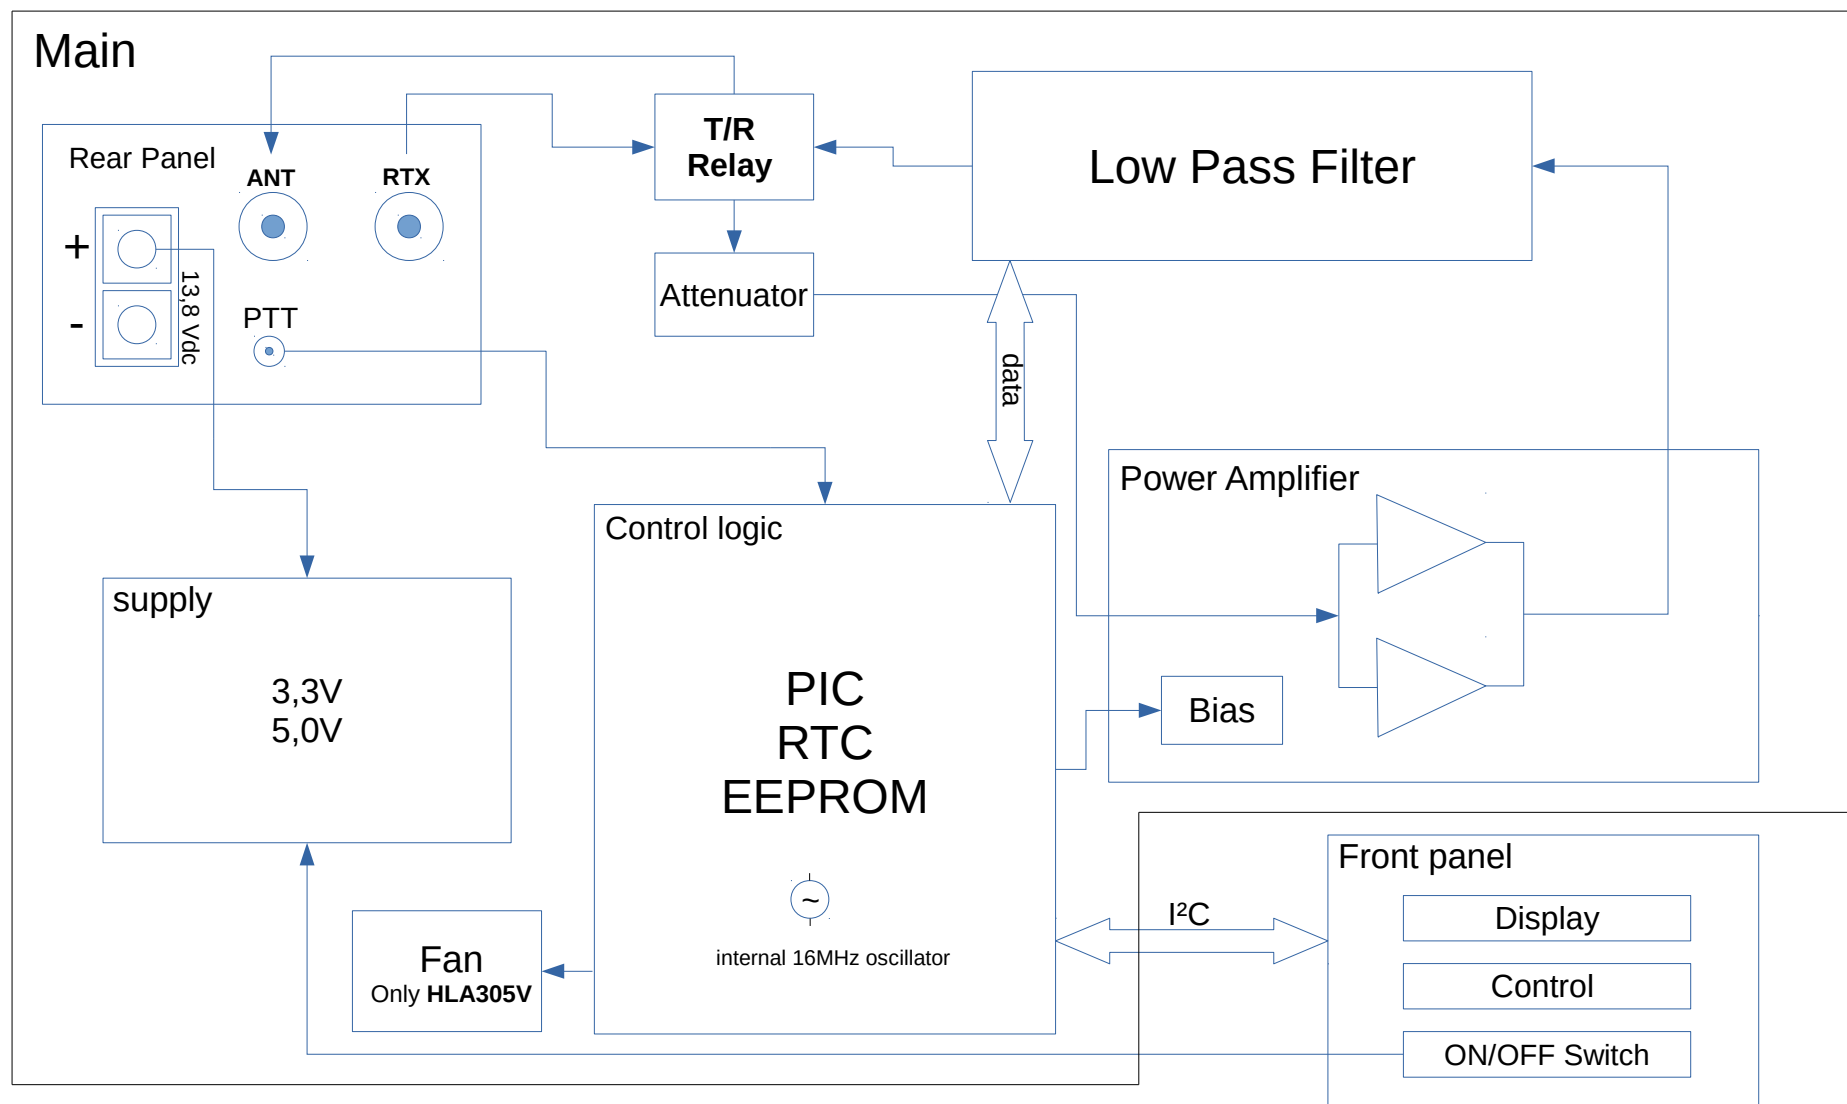 Main
Rear Panel
ANT
RTX
+
-
13,8 Vdc
PTT
T/R
Relay
Attenuator
Low Pass Filter
data
Power Amplifier
Bias
Control logic
PIC
RTC
EEPROM
~
internal 16MHz oscillator
supply
3,3V
5,0V
Fan
Only HLA305V
I²C
Front panel
Display
Control
ON/OFF Switch